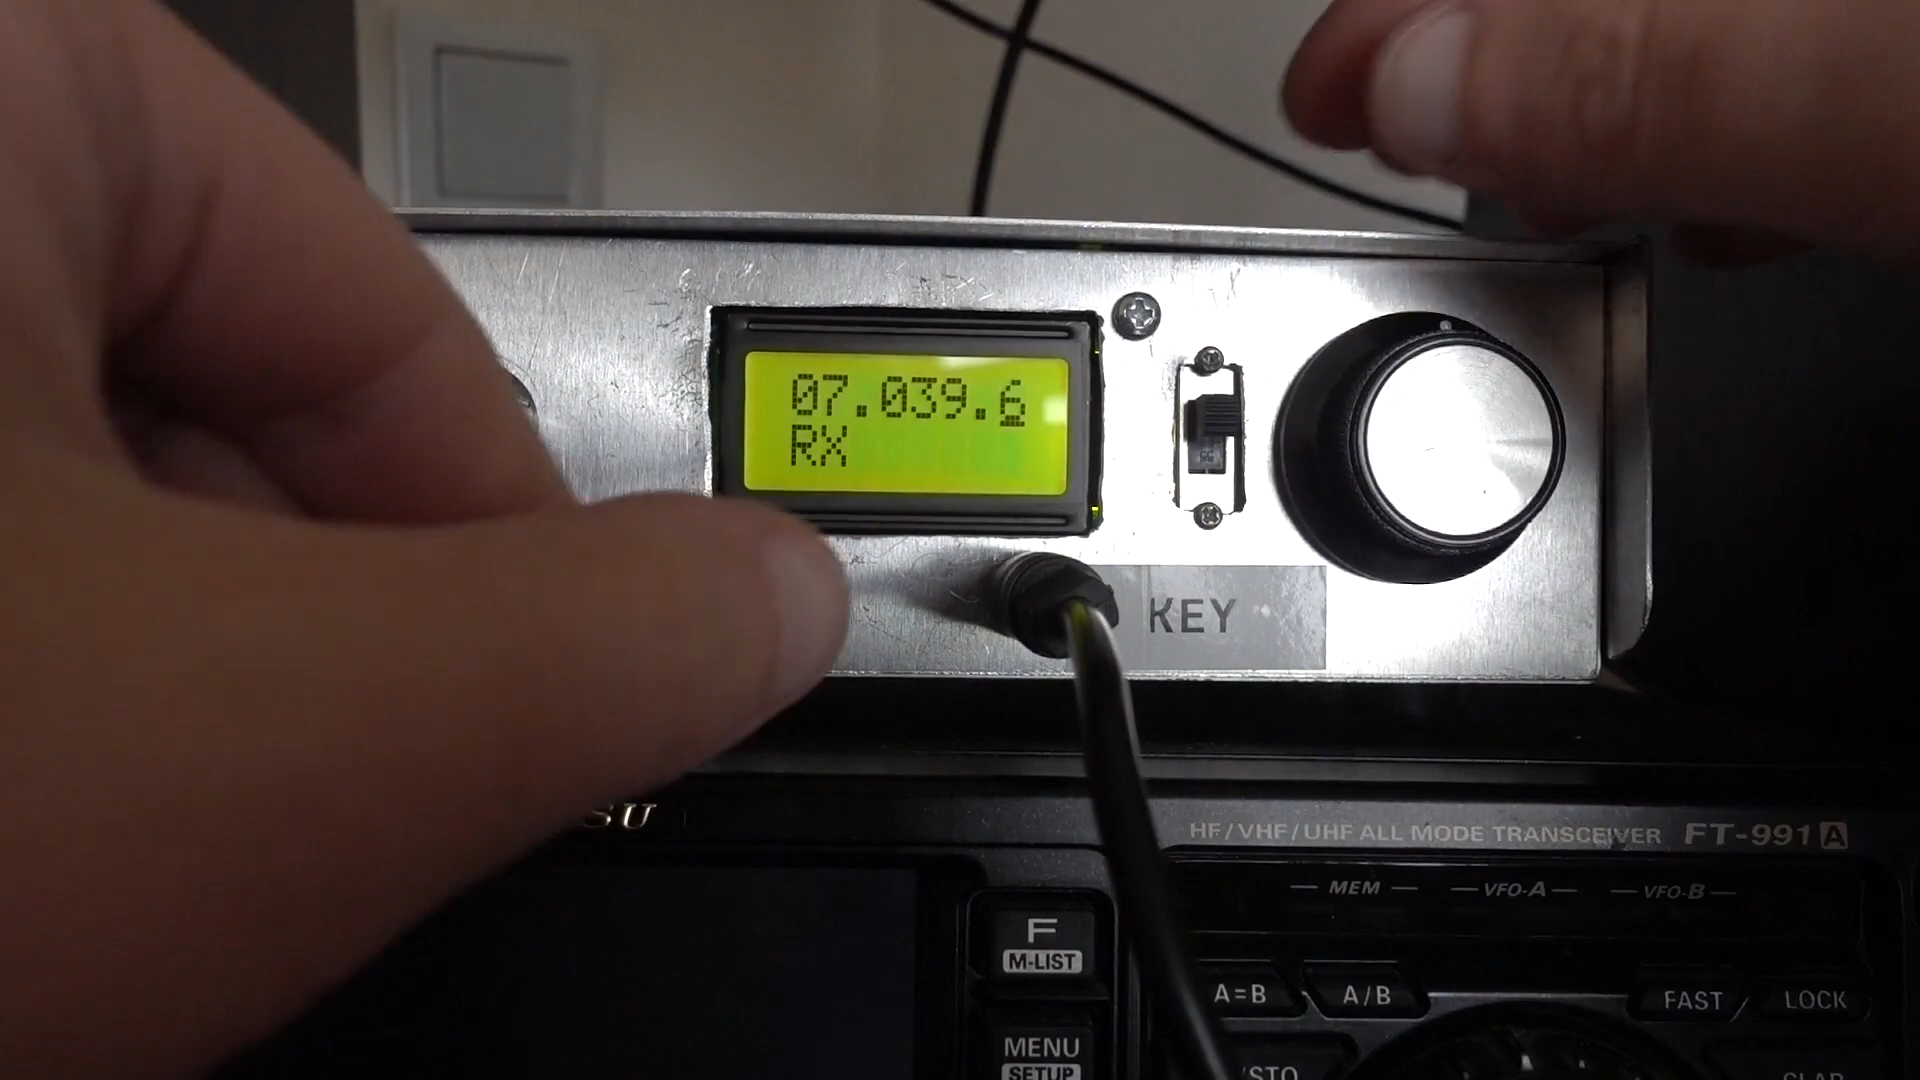 07.039.6
RX
KEY
SU
HF/VHF/UHF ALL MODE TRANSCEIVER FT-991A
MEM VFO-A VFO-B
F
M-LIST
A=B A/B FAST LOCK
MENU
SETUP
/STO